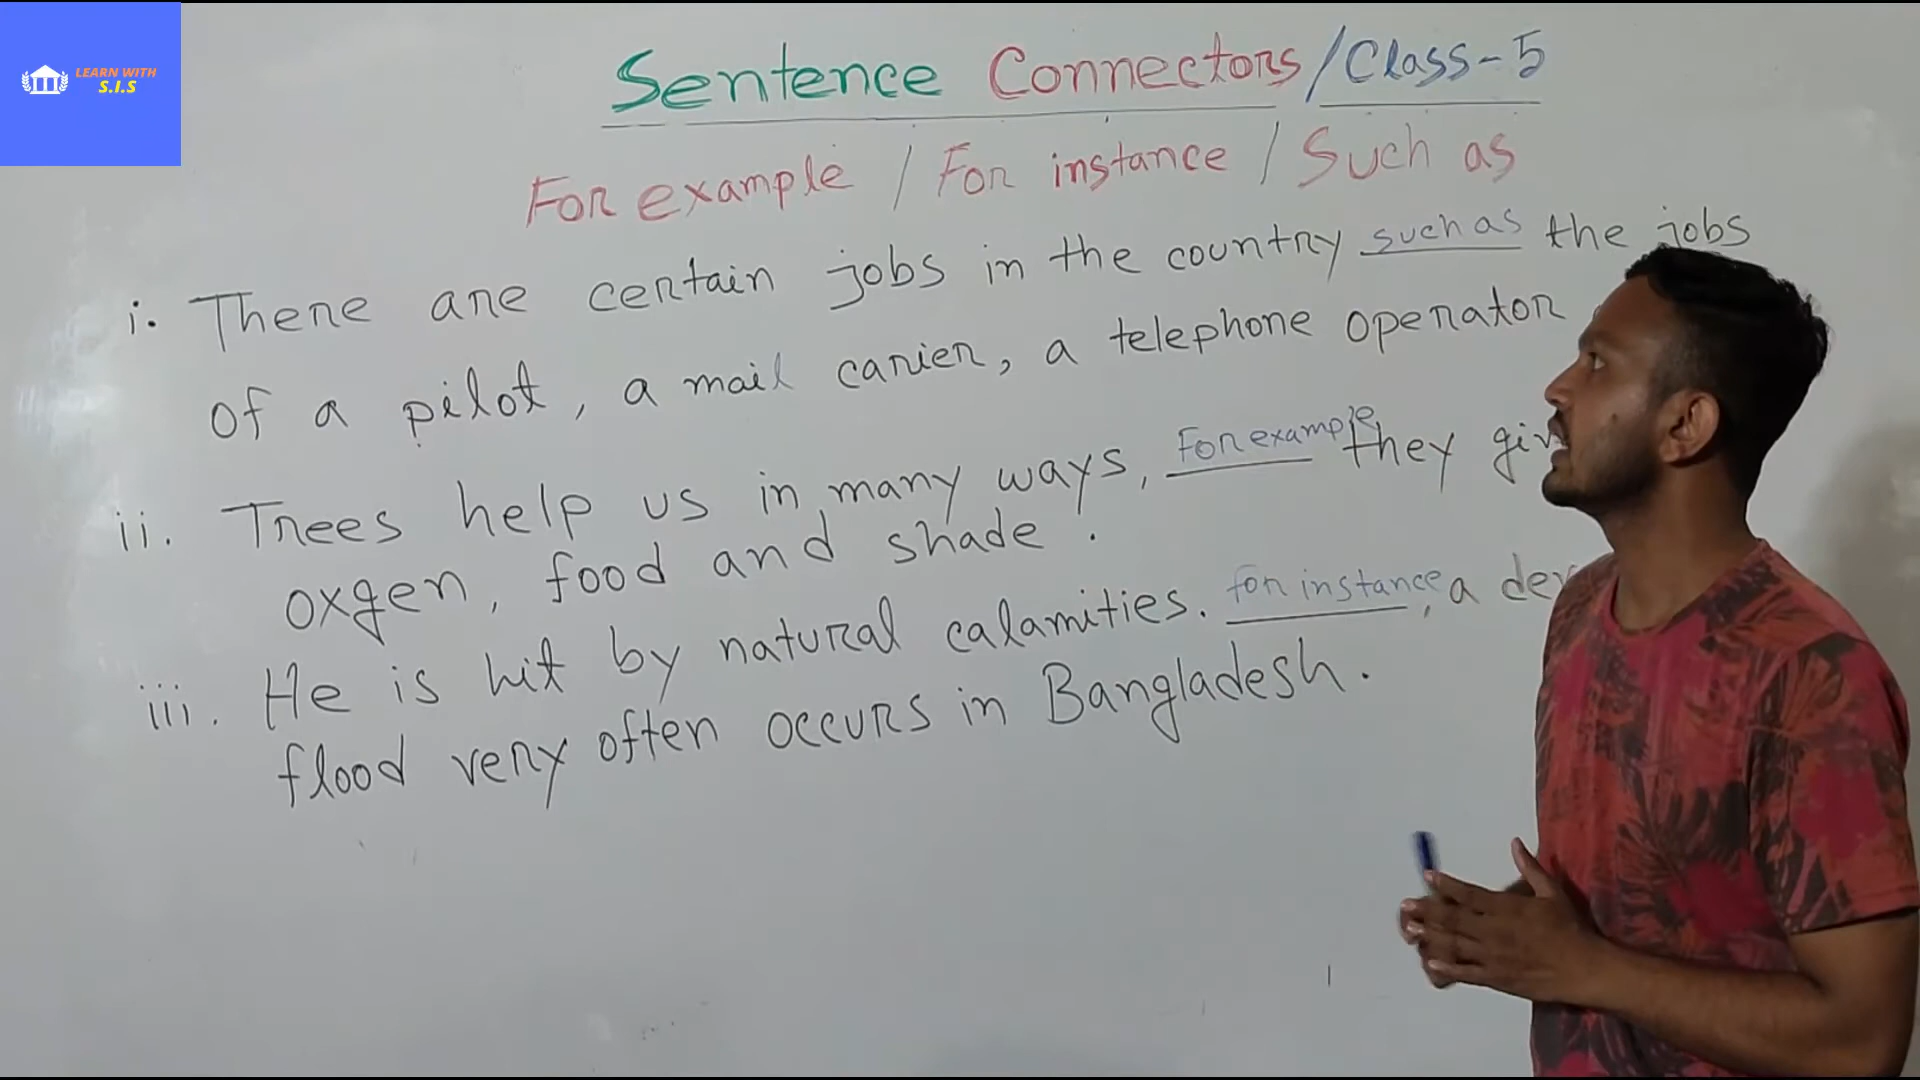 LEARN WITH
S.I.S
Sentence Connectors / Class-5
For example / For instance / Such as
i. There are certain jobs in the country such as the jobs
of a pilot, a mail carier, a telephone operator
ii. Trees help us in many ways, For example they
oxgen, food and shade.
iii. He is hit by natural calamities. for instance, a
flood very often occurs in Bangladesh.